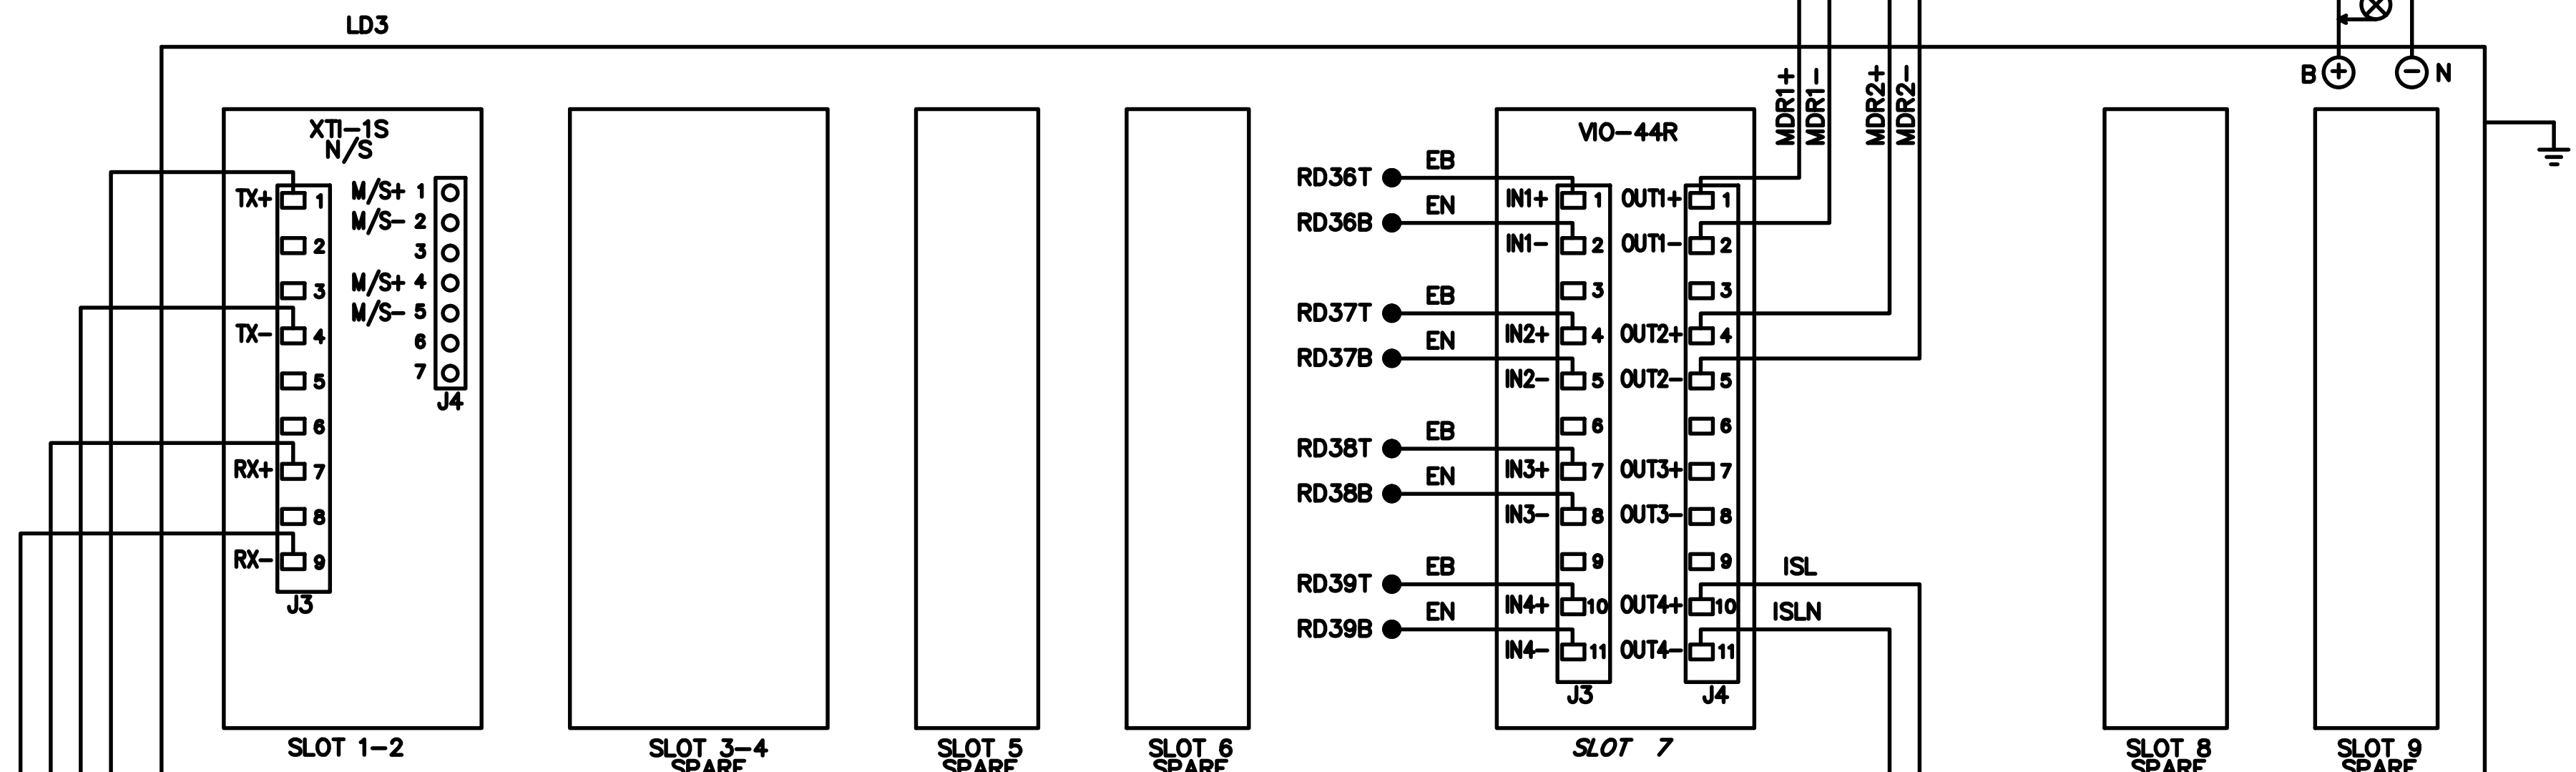 LD3
B + − N
MDR1+
MDR1-
MDR2+
MDR2-
XTI-1S
N/S
TX+ 1
2
3
TX- 4
5
6
RX+ 7
8
RX- 9
J3
M/S+ 1
M/S- 2
3
M/S+ 4
M/S- 5
6
7
J4
SLOT 1-2
SLOT 3-4
SPARE
SLOT 5
SPARE
SLOT 6
SPARE
VIO-44R
RD36T EB IN1+ 1 OUT1+ 1
RD36B EN IN1- 2 OUT1- 2
3 3
RD37T EB IN2+ 4 OUT2+ 4
RD37B EN IN2- 5 OUT2- 5
6 6
RD38T EB IN3+ 7 OUT3+ 7
RD38B EN IN3- 8 OUT3- 8
9 9
RD39T EB IN4+ 10 OUT4+ 10 ISL
RD39B EN IN4- 11 OUT4- 11 ISLN
J3 J4
SLOT 7
SLOT 8
SPARE
SLOT 9
SPARE